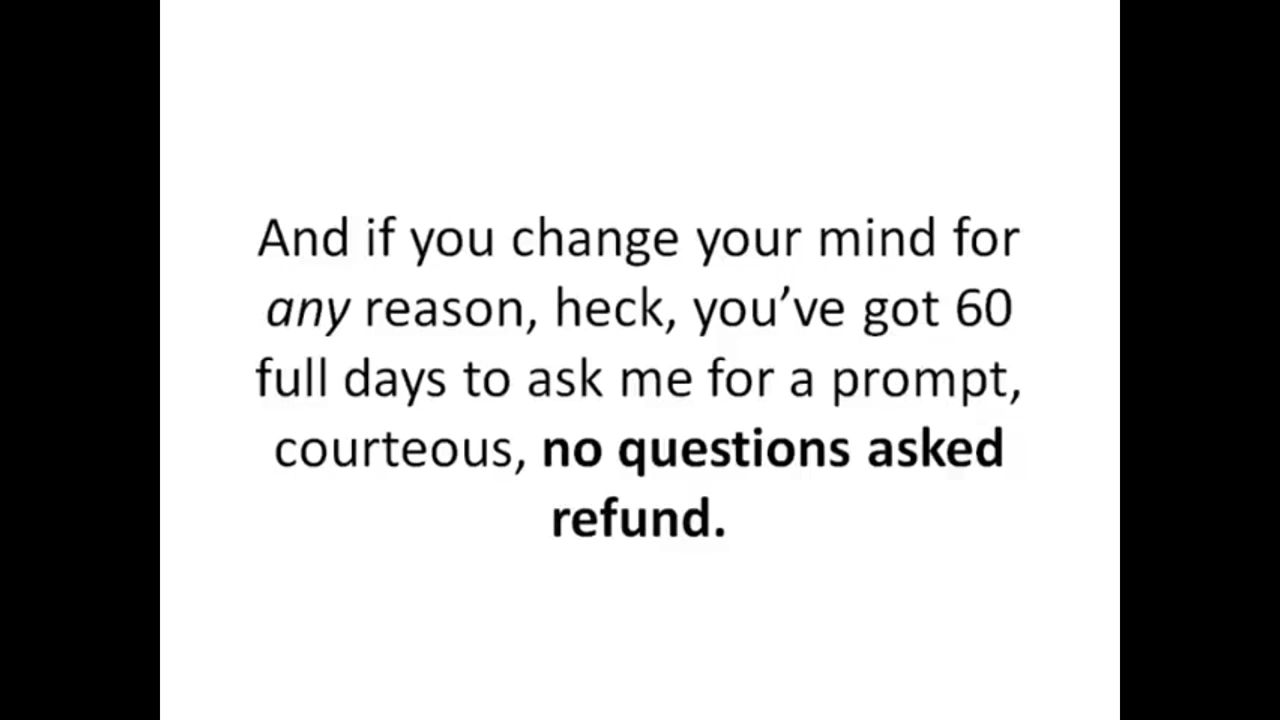 And if you change your mind for
any reason, heck, you’ve got 60
full days to ask me for a prompt,
courteous, no questions asked
refund.